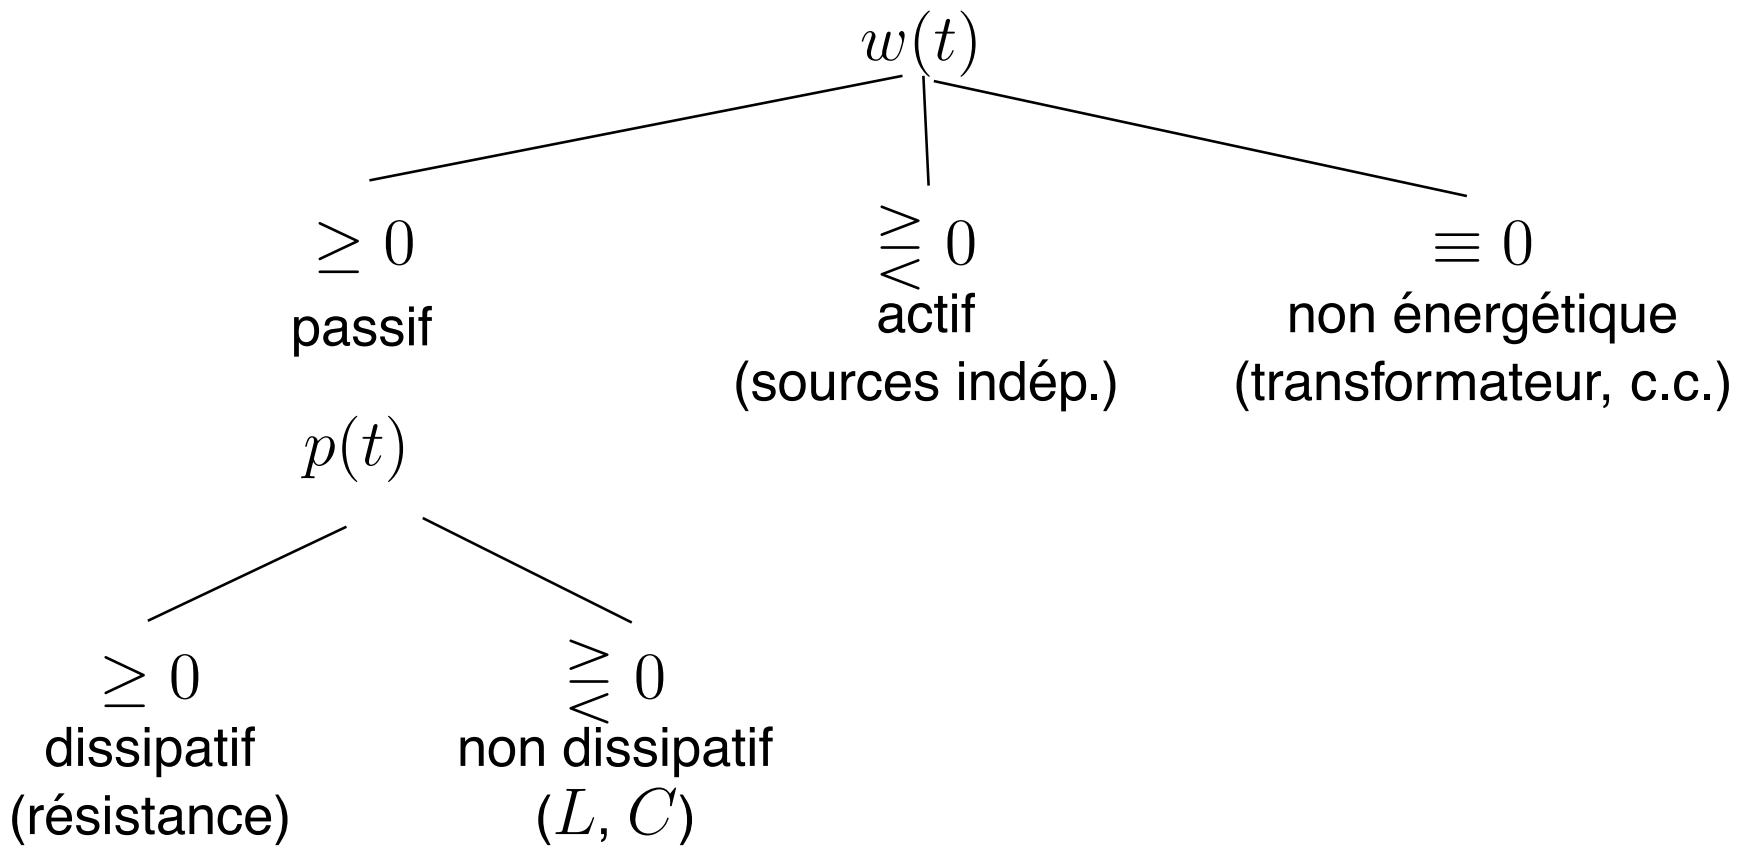 w(t)
≥ 0
passif
⋛ 0
actif
(sources indép.)
≡ 0
non énergétique
(transformateur, c.c.)
p(t)
≥ 0
dissipatif
(résistance)
⋛ 0
non dissipatif
(L, C)